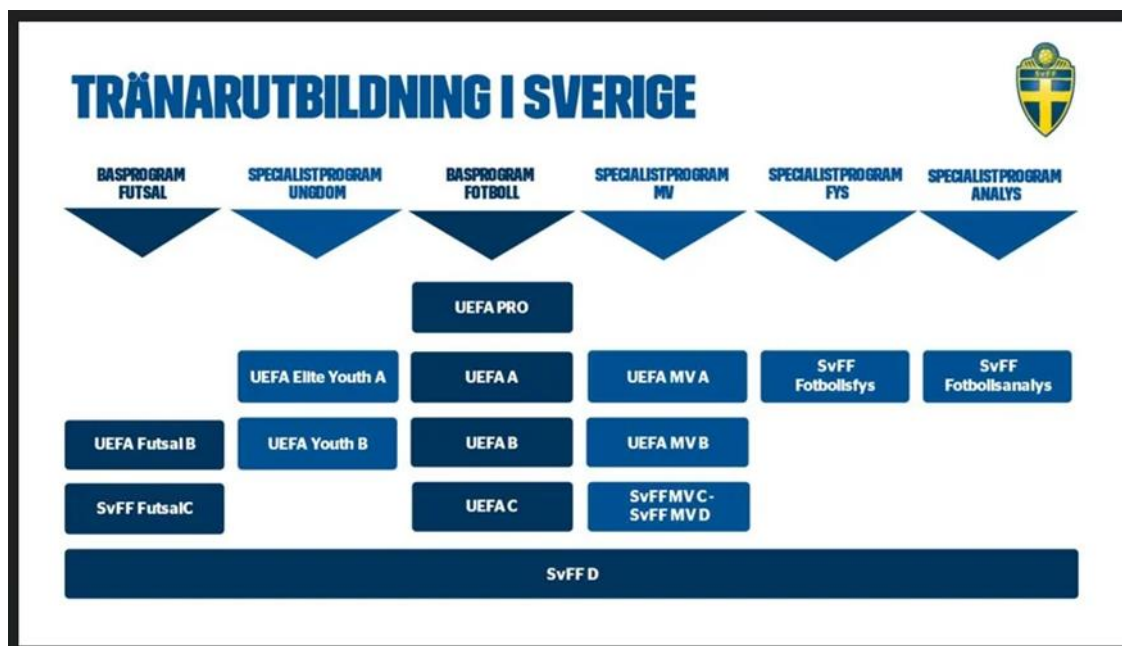 TRÄNARUTBILDNING I SVERIGE
SvFF
BASPROGRAM
FUTSAL
SPECIALISTPROGRAM
UNGDOM
BASPROGRAM
FOTBOLL
SPECIALISTPROGRAM
MV
SPECIALISTPROGRAM
FYS
SPECIALISTPROGRAM
ANALYS
UEFA PRO
UEFA Elite Youth A
UEFA A
UEFA MV A
SvFF
Fotbollsfys
SvFF
Fotbollsanalys
UEFA Futsal B
UEFA Youth B
UEFA B
UEFA MV B
SvFF FutsalC
UEFA C
SvFF MV C-
SvFF MV D
SvFF D